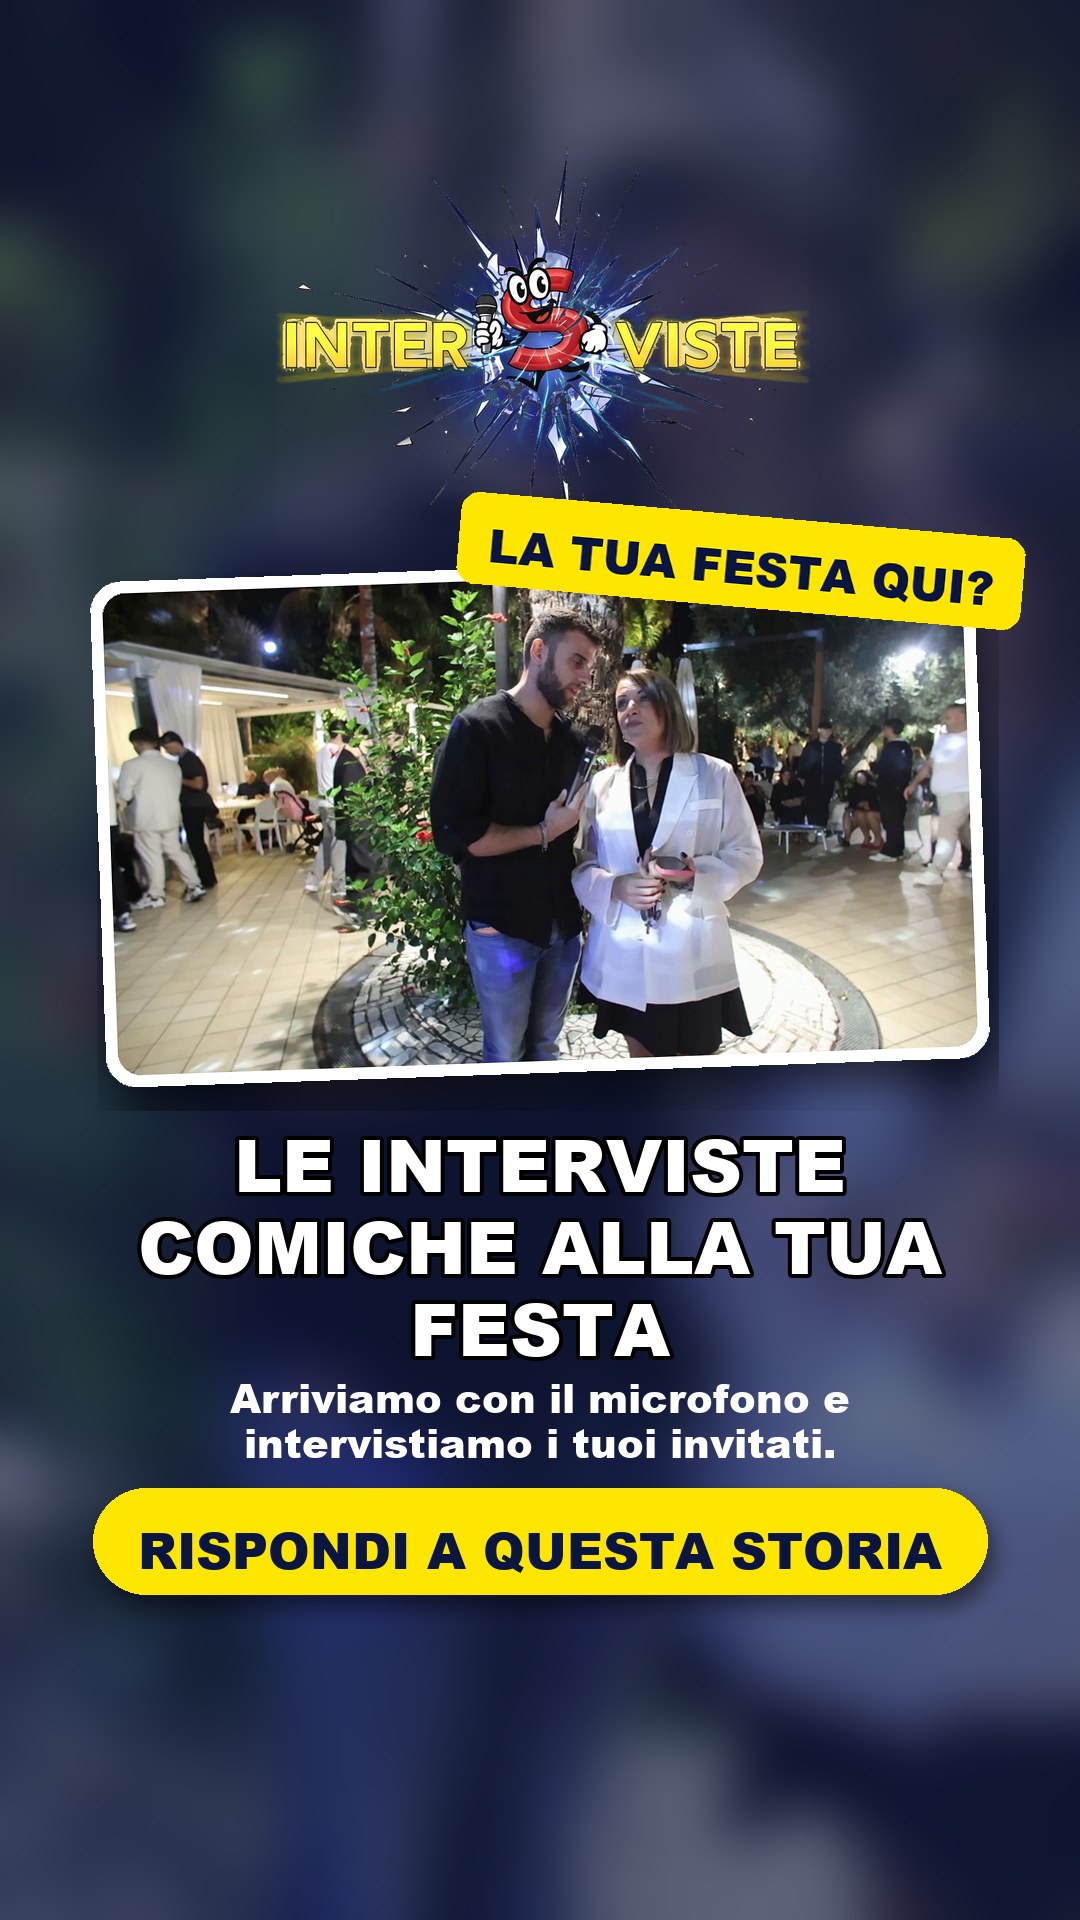 INTER S VISTE
LA TUA FESTA QUI?
LE INTERVISTE
COMICHE ALLA TUA
FESTA
Arriviamo con il microfono e
intervistiamo i tuoi invitati.
RISPONDI A QUESTA STORIA